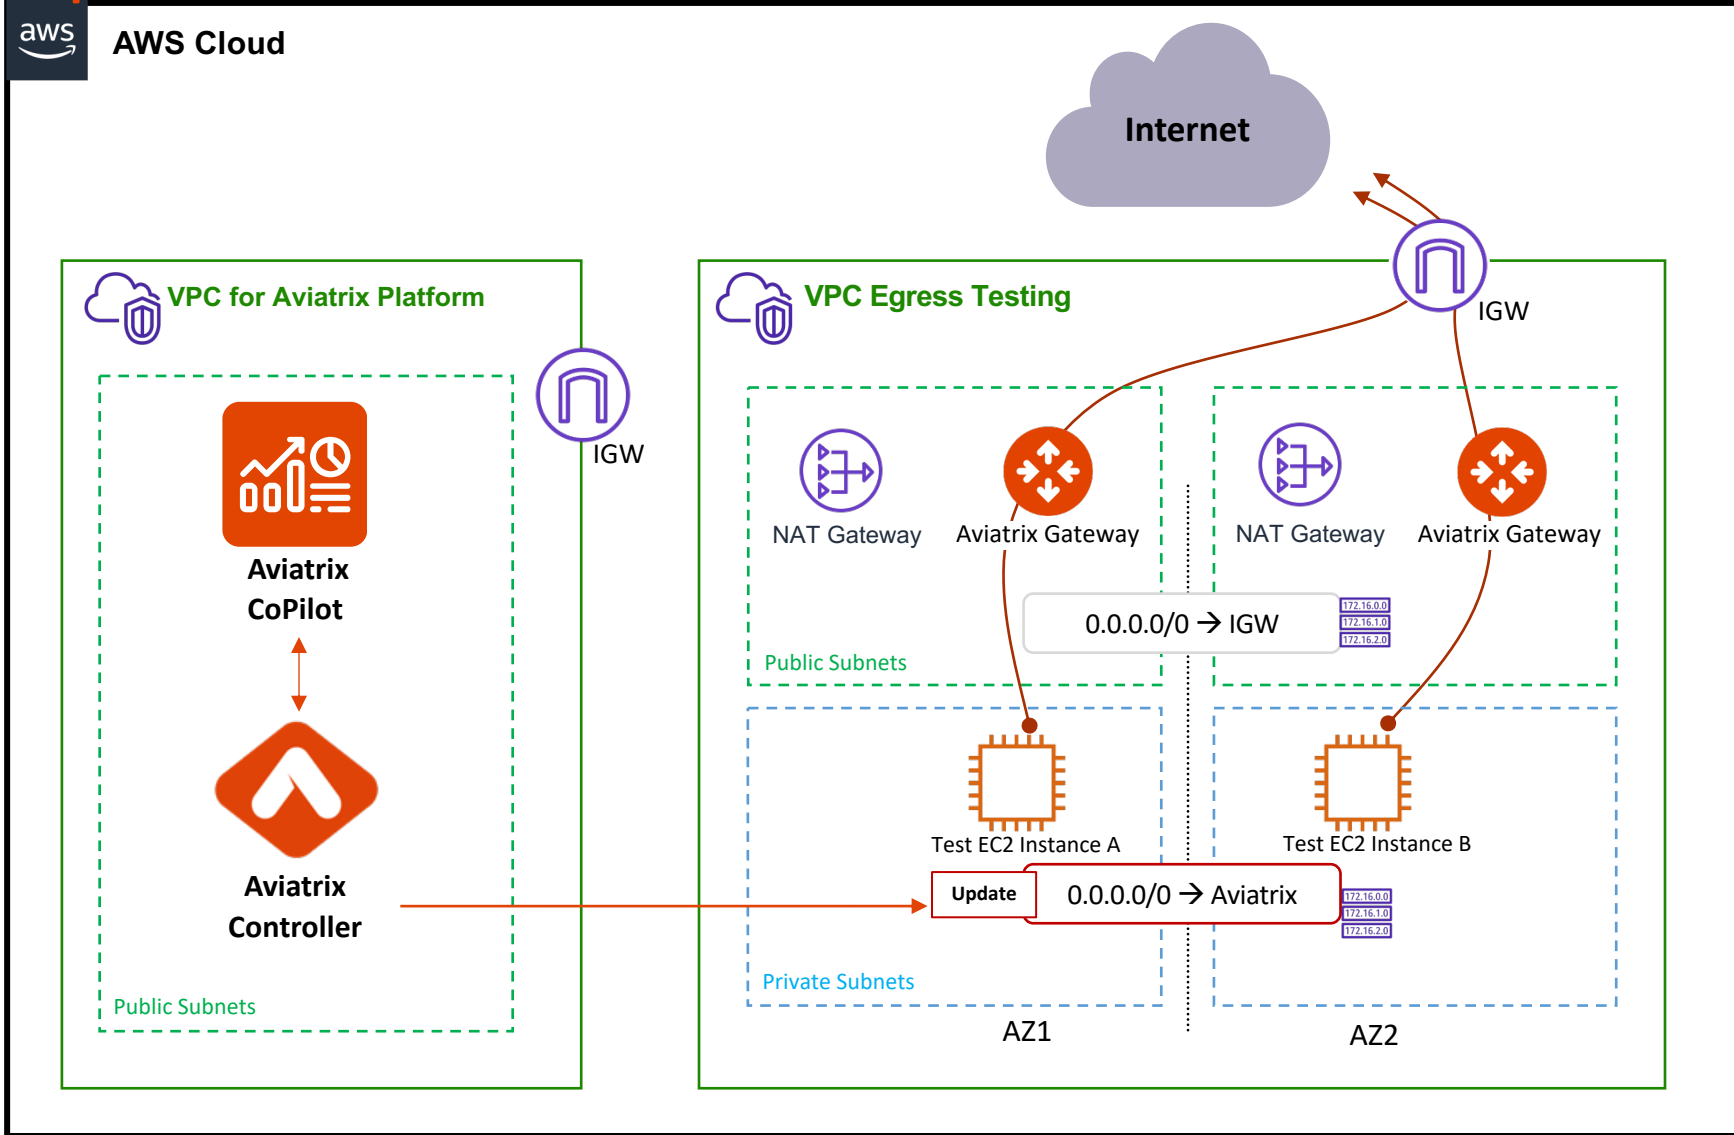 aws
AWS Cloud
Internet
VPC for Aviatrix Platform
VPC Egress Testing
IGW
IGW
NAT Gateway
Aviatrix Gateway
NAT Gateway
Aviatrix Gateway
Aviatrix
CoPilot
0.0.0.0/0 → IGW
172.16.0.0
172.16.1.0
172.16.2.0
Public Subnets
Test EC2 Instance A
Test EC2 Instance B
Aviatrix
Controller
Update
0.0.0.0/0 → Aviatrix
172.16.0.0
172.16.1.0
172.16.2.0
Private Subnets
Public Subnets
AZ1
AZ2